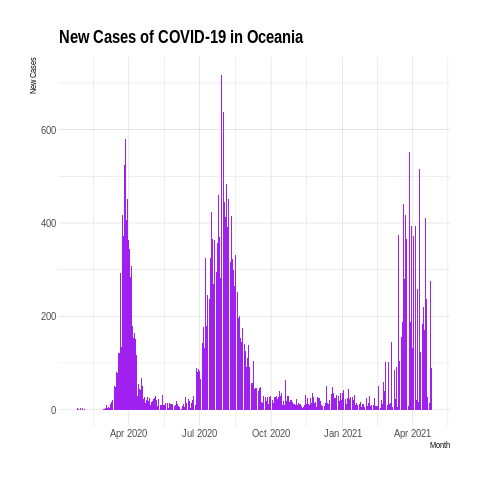 New Cases of COVID-19 in Oceania
New Cases
600
400
200
0
Apr 2020 Jul 2020 Oct 2020 Jan 2021 Apr 2021
Month